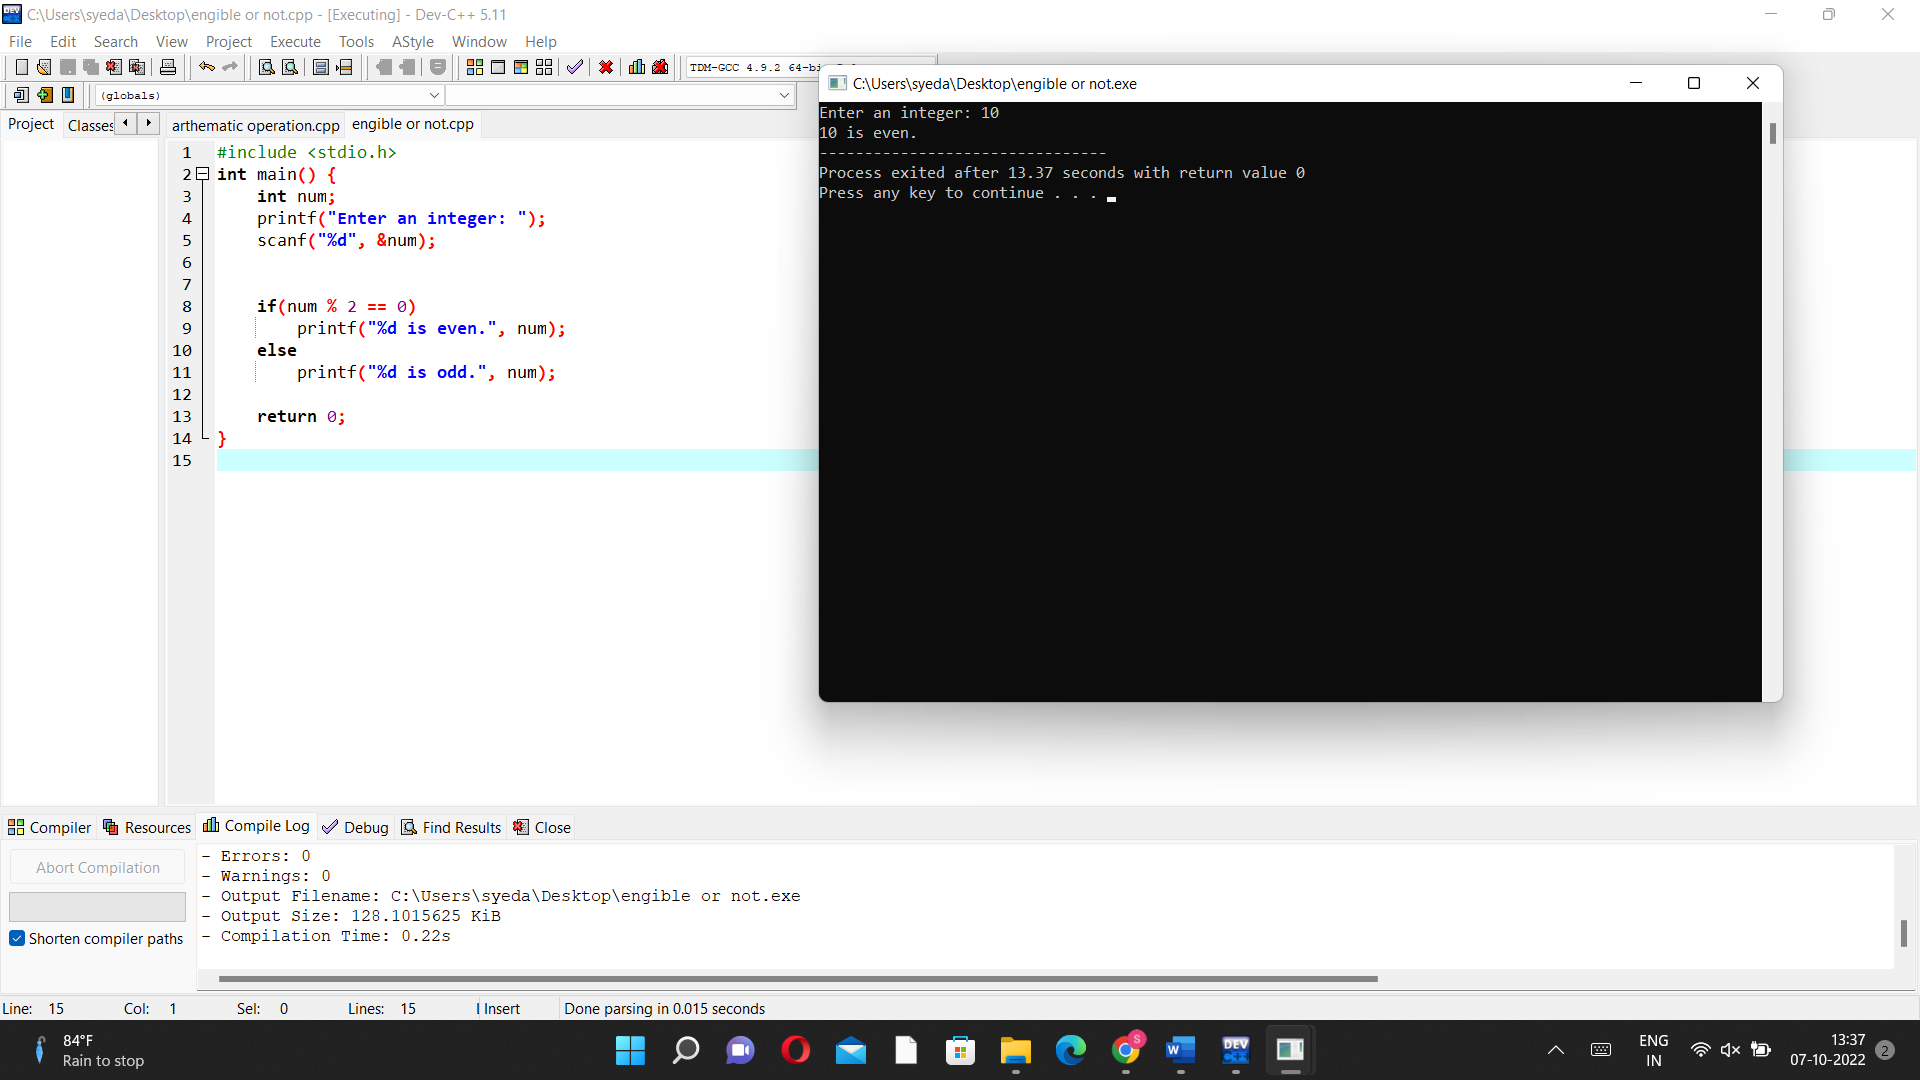 C:\Users\syeda\Desktop\engible or not.cpp - [Executing] - Dev-C++ 5.11
File Edit Search View Project Execute Tools AStyle Window Help
TDM-GCC 4.9.2 64-bi
(globals)
Project Classes arthematic operation.cpp engible or not.cpp
1 #include <stdio.h>
2 int main() {
3 int num;
4 printf("Enter an integer: ");
5 scanf("%d", &num);
6
7
8 if(num % 2 == 0)
9 printf("%d is even.", num);
10 else
11 printf("%d is odd.", num);
12
13 return 0;
14 }
15
C:\Users\syeda\Desktop\engible or not.exe
Enter an integer: 10
10 is even.
--------------------------------
Process exited after 13.37 seconds with return value 0
Press any key to continue . . .
Compiler Resources Compile Log Debug Find Results Close
Abort Compilation
Shorten compiler paths
- Errors: 0
- Warnings: 0
- Output Filename: C:\Users\syeda\Desktop\engible or not.exe
- Output Size: 128.1015625 KiB
- Compilation Time: 0.22s
Line: 15 Col: 1 Sel: 0 Lines: 15 Insert Done parsing in 0.015 seconds
84°F
Rain to stop
S
W
DEV
C++
ENG
IN
13:37
07-10-2022
2